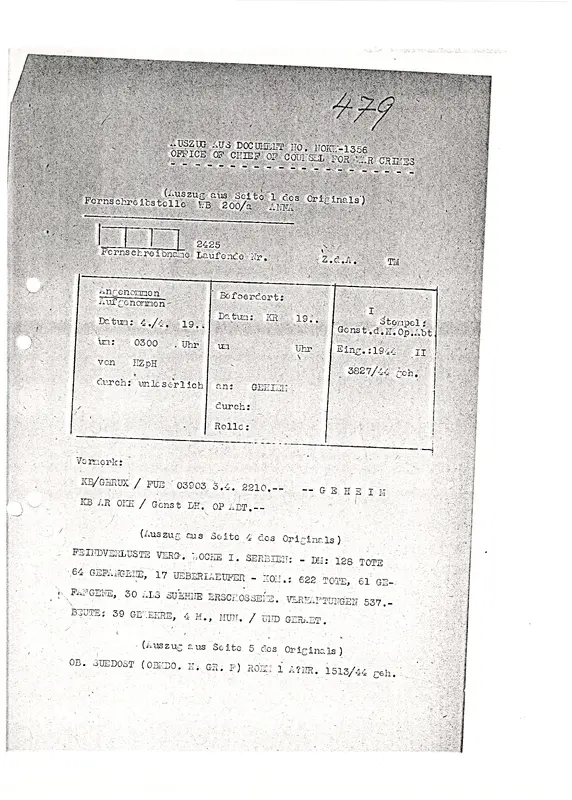 479
AUSZUG AUS DOCUMENT NO. NOKW-1356
OFFICE OF CHIEF OF COUNSEL FOR WAR CRIMES
(Auszug aus Seite 1 des Originals)
Fernschreibstelle WB 200/a ANNA
2425
Fernschreibname Laufende Nr. Z.d.A. TM
Angenommen
Aufgenommen
Datum: 4./4. 19..
um: 0300 . Uhr
von HZpH
durch: unleserlich
Befoerdert:
Datum: KR 19..
um Uhr
an: GEHEIM
durch:
Rolle:
I
Stempel:
Genst.d.H.Op.Abt.
Eing.:1944 II
3827/44 geh.
Vermerk:
KB/GBRUX / FUE 03903 3.4. 2210.-- -- G E H E I M
KB AR OKH / Genst DH. OP ABT.--
(Auszug aus Seite 4 des Originals)
FEINDVERLUSTE VERG. WOCHE I. SERBIEN: - DM: 128 TOTE
64 GEFANGENE, 17 UEBERLAEUFER - KOM.: 622 TOTE, 61 GE-
FANGENE, 30 ALS SUEHNE ERSCHOSSENE. VERHAFTUNGEN 537.-
BEUTE: 39 GEWEHRE, 4 M., MUN. / UND GERAET.
(Auszug aus Seite 5 des Originals)
OB. SUEDOST (OBKDO. H. GR. F) ROEM 1 A+NR. 1513/44 geh.